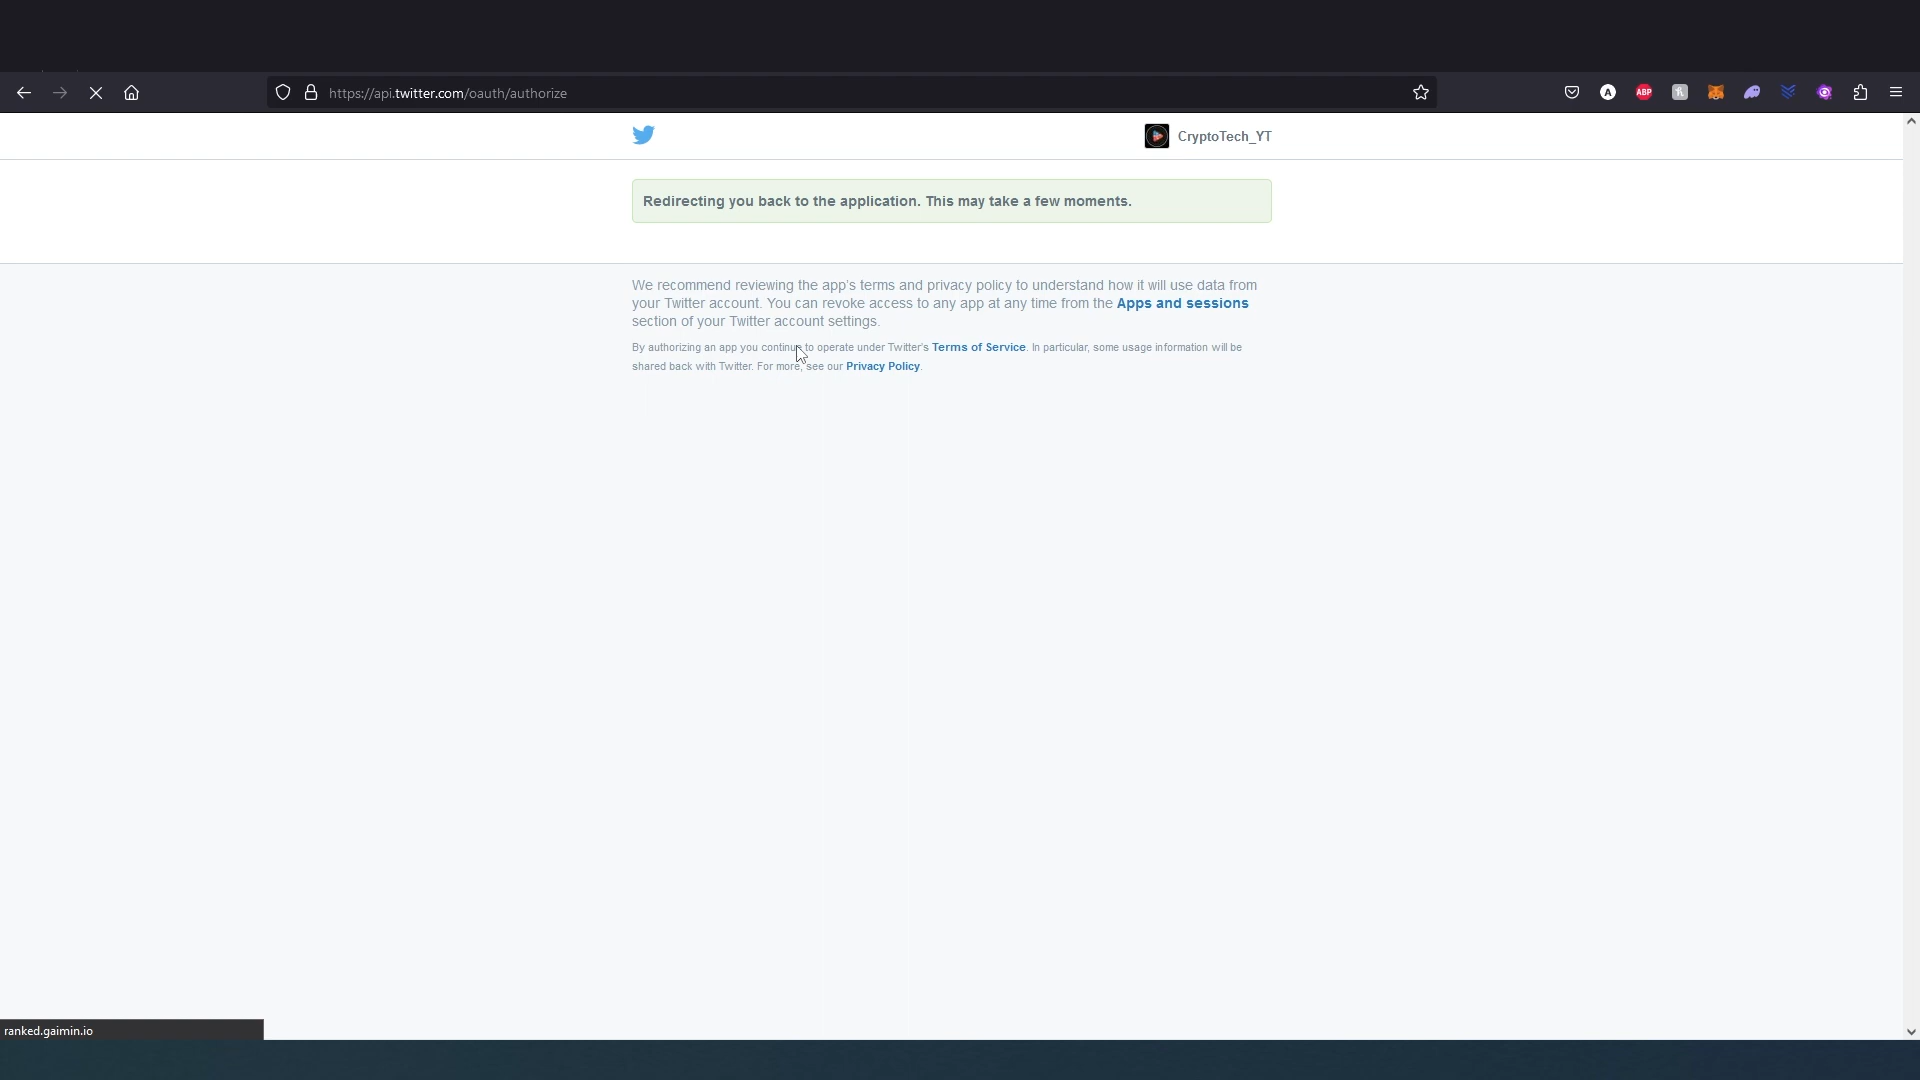 https://api.twitter.com/oauth/authorize
ABP
CryptoTech_YT
Redirecting you back to the application. This may take a few moments.
We recommend reviewing the app's terms and privacy policy to understand how it will use data from
your Twitter account. You can revoke access to any app at any time from the Apps and sessions
section of your Twitter account settings.
By authorizing an app you continue to operate under Twitter's Terms of Service. In particular, some usage information will be
shared back with Twitter. For more, see our Privacy Policy.
ranked.gaimin.io